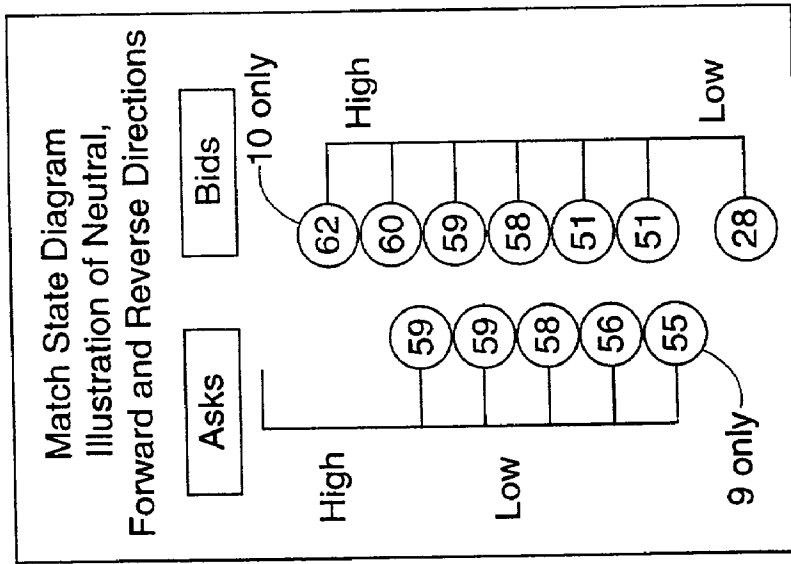 Match State Diagram
Illustration of Neutral,
Forward and Reverse Directions
Asks
Bids
10 only
High
62
60
59
58
51
51
28
Low
High
59
59
58
56
55
Low
9 only